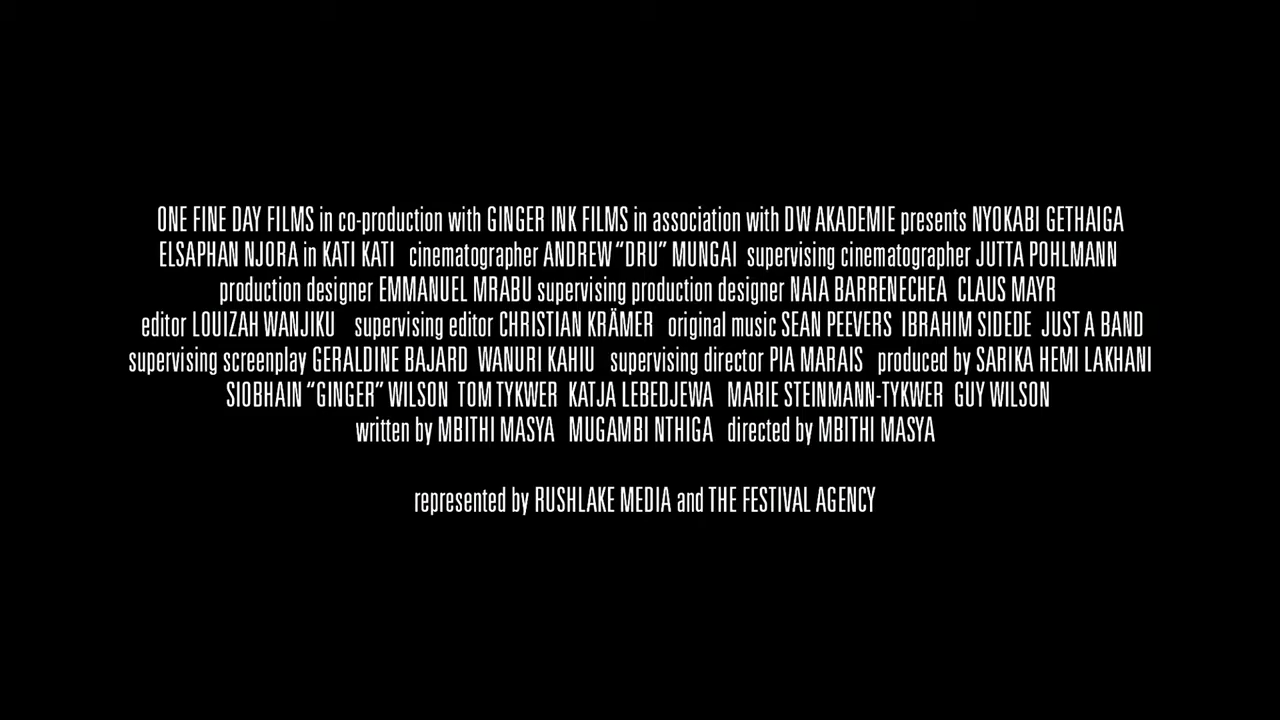 ONE FINE DAY FILMS in co-production with GINGER INK FILMS in association with DW AKADEMIE presents NYOKABI GETHAIGA
ELSAPHAN NJORA in KATI KATI cinematographer ANDREW “DRU” MUNGAI supervising cinematographer JUTTA POHLMANN
production designer EMMANUEL MRABU supervising production designer NAIA BARRENECHEA CLAUS MAYR
editor LOUIZAH WANJIKU supervising editor CHRISTIAN KRÄMER original music SEAN PEEVERS IBRAHIM SIDEDE JUST A BAND
supervising screenplay GERALDINE BAJARD WANURI KAHIU supervising director PIA MARAIS produced by SARIKA HEMI LAKHANI
SIOBHAIN “GINGER” WILSON TOM TYKWER KATJA LEBEDJEWA MARIE STEINMANN-TYKWER GUY WILSON
written by MBITHI MASYA MUGAMBI NTHIGA directed by MBITHI MASYA
represented by RUSHLAKE MEDIA and THE FESTIVAL AGENCY